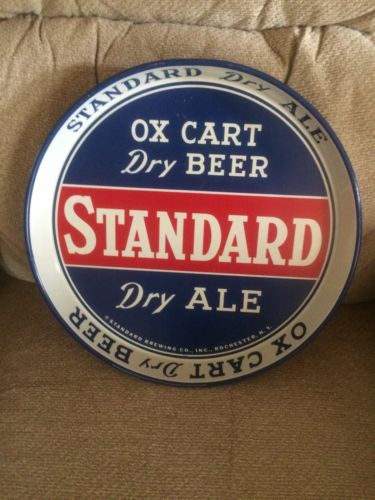 STANDARD Dry ALE
OX CART
Dry BEER
STANDARD
Dry ALE
© STANDARD BREWING CO., INC., ROCHESTER, N.Y.
OX CART Dry BEER